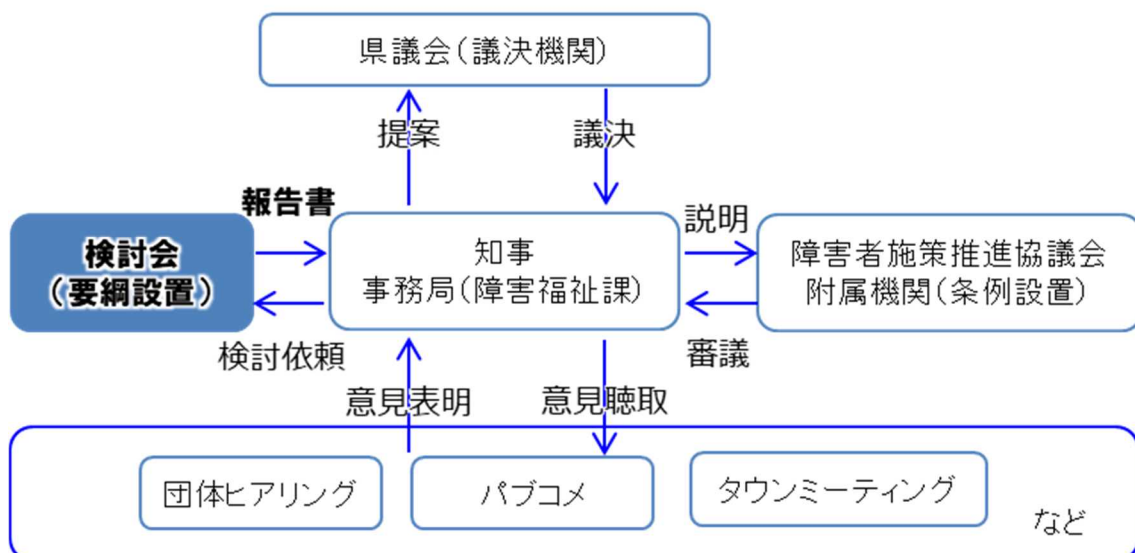 県議会(議決機関)
提案
議決
報告書
説明
検討会
(要綱設置)
知事
事務局(障害福祉課)
障害者施策推進協議会
附属機関(条例設置)
検討依頼
審議
意見表明
意見聴取
団体ヒアリング
パブコメ
タウンミーティング
など